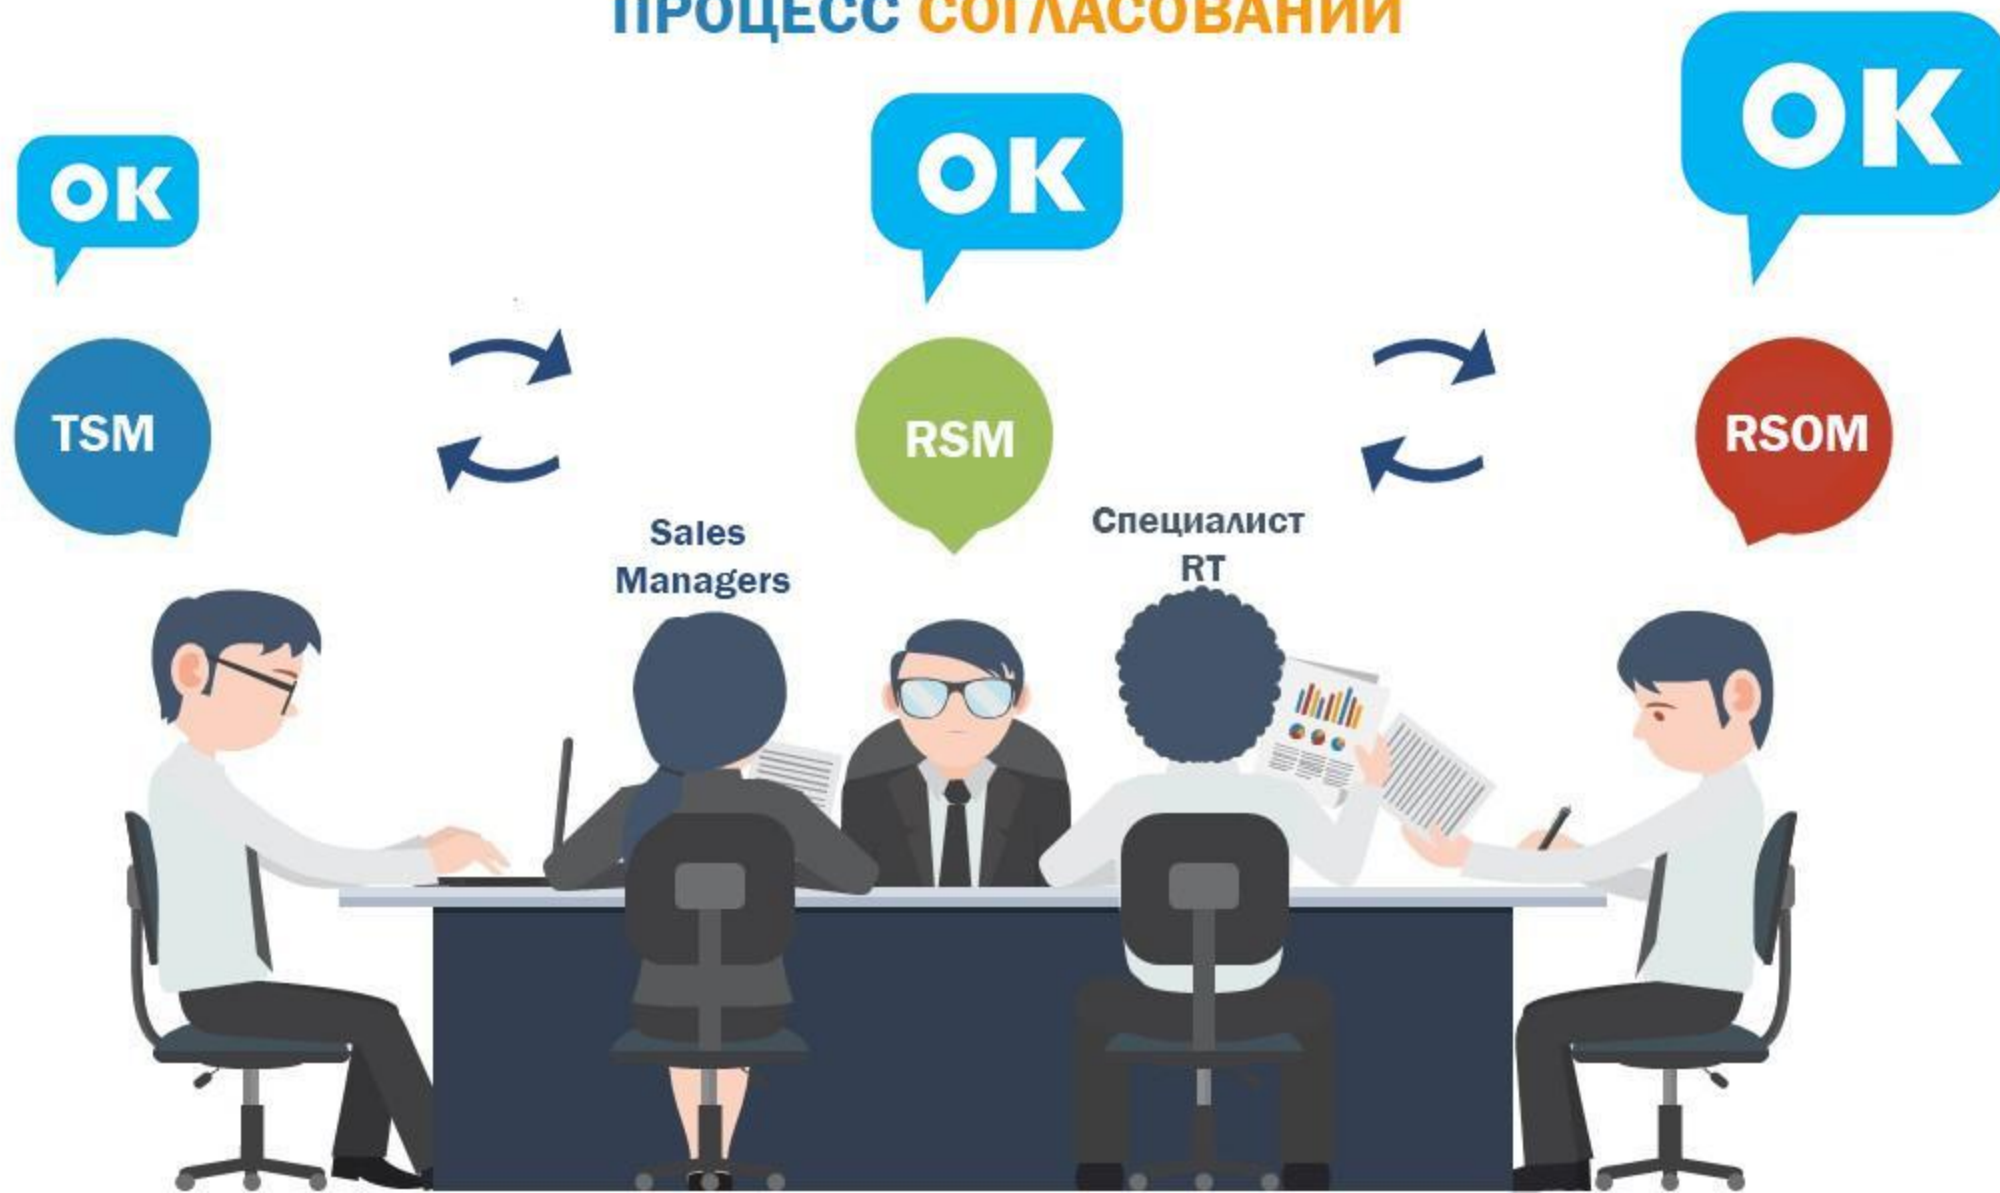 ПРОЦЕСС СОГЛАСОВАНИЙ
OK
OK
OK
TSM
RSM
RSOM
Sales
Managers
Специалист
RT